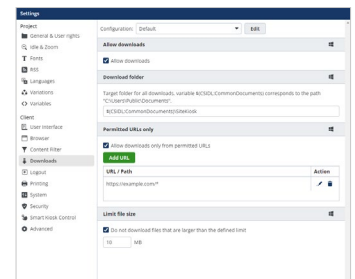 Settings
Project
General & User rights
Idle & Zoom
Fonts
RSS
Languages
Variations
Variables
Client
User Interface
Browser
Content Filter
Downloads
Logout
Printing
System
Security
Smart Kiosk Control
Advanced
Configuration: Default Edit
Allow downloads
Allow downloads
Download folder
Target folder for all downloads, variable $(CSIDL:CommonDocuments) corresponds to the path
"C:\Users\Public\Documents".
$(CSIDL:CommonDocuments)\SiteKiosk
Permitted URLs only
Allow downloads only from permitted URLs
Add URL
URL / Path Action
https://example.com/*
Limit file size
Do not download files that are larger than the defined limit
10 MB